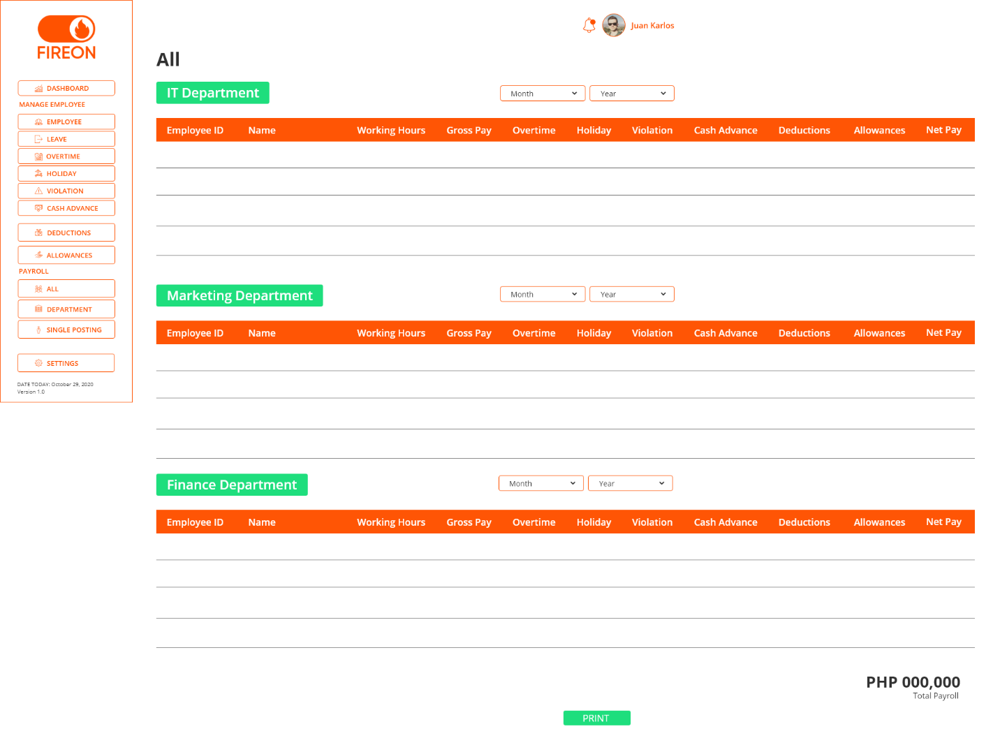 FIREON
DASHBOARD
MANAGE EMPLOYEE
EMPLOYEE
LEAVE
OVERTIME
HOLIDAY
VIOLATION
CASH ADVANCE
DEDUCTIONS
ALLOWANCES
PAYROLL
ALL
DEPARTMENT
SINGLE POSTING
SETTINGS
DATE TODAY: October 29, 2020
Version 1.0
Juan Karlos
All
IT Department Month Year
Employee ID Name Working Hours Gross Pay Overtime Holiday Violation Cash Advance Deductions Allowances Net Pay
Marketing Department Month Year
Employee ID Name Working Hours Gross Pay Overtime Holiday Violation Cash Advance Deductions Allowances Net Pay
Finance Department Month Year
Employee ID Name Working Hours Gross Pay Overtime Holiday Violation Cash Advance Deductions Allowances Net Pay
PHP 000,000
Total Payroll
PRINT